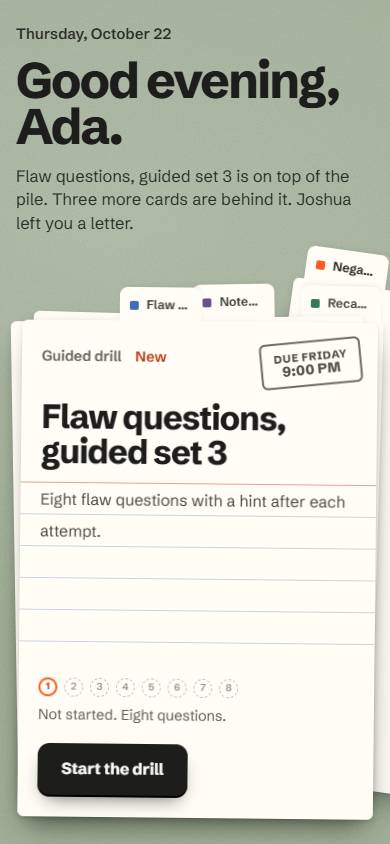 Thursday, October 22
Good evening,
Ada.
Flaw questions, guided set 3 is on top of the
pile. Three more cards are behind it. Joshua
left you a letter.
Nega...
Flaw ...
Note...
Reca...
Guided drill New
DUE FRIDAY
9:00 PM
Flaw questions,
guided set 3
Eight flaw questions with a hint after each
attempt.
1 2 3 4 5 6 7 8
Not started. Eight questions.
Start the drill